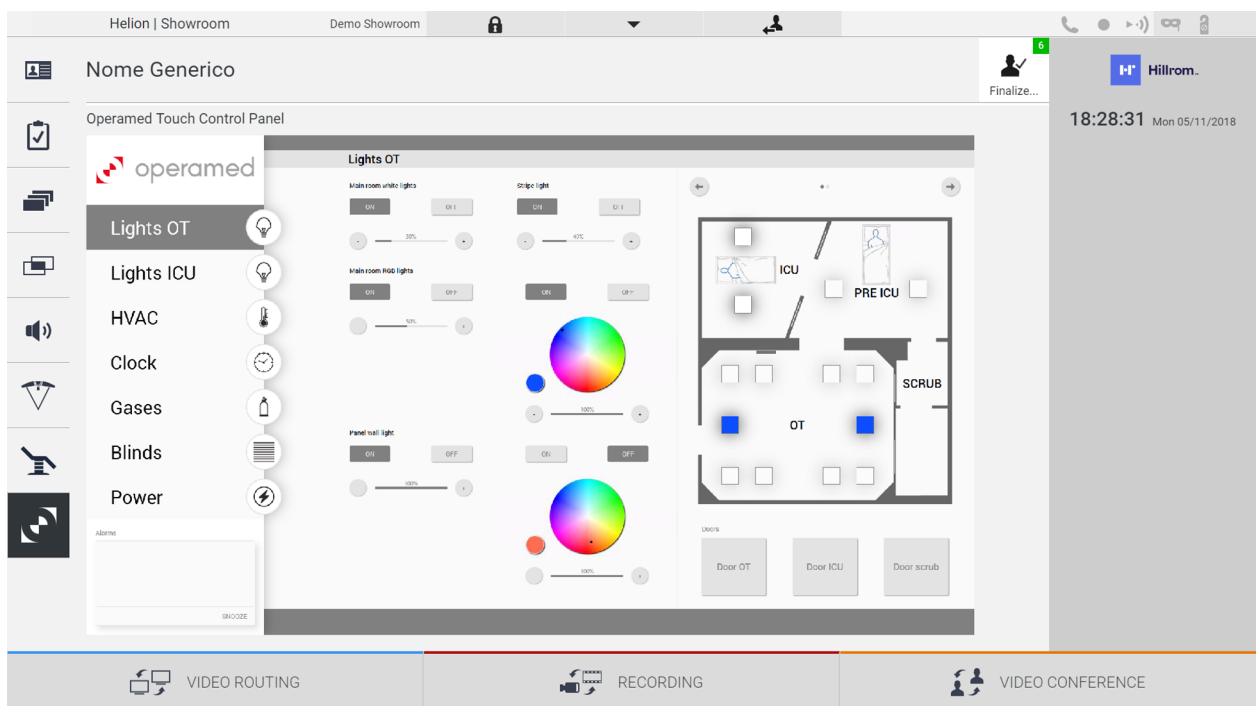 Helion | Showroom
Demo Showroom
Nome Generico
6
Finalize...
Hillrom
18:28:31 Mon 05/11/2018
Operamed Touch Control Panel
operamed
Lights OT
Lights ICU
HVAC
Clock
Gases
Blinds
Power
Alarms
SNOOZE
Lights OT
Main room white lights
ON OFF
- 30% +
Stripe light
ON OFF
- 40% +
Main room RGD lights
ON OFF
50%
ON OFF
- 100% +
Panel wall light
ON OFF
100%
ON OFF
100%
ICU
PRE ICU
SCRUB
OT
Doors
Door OT
Door ICU
Door scrub
VIDEO ROUTING
RECORDING
VIDEO CONFERENCE